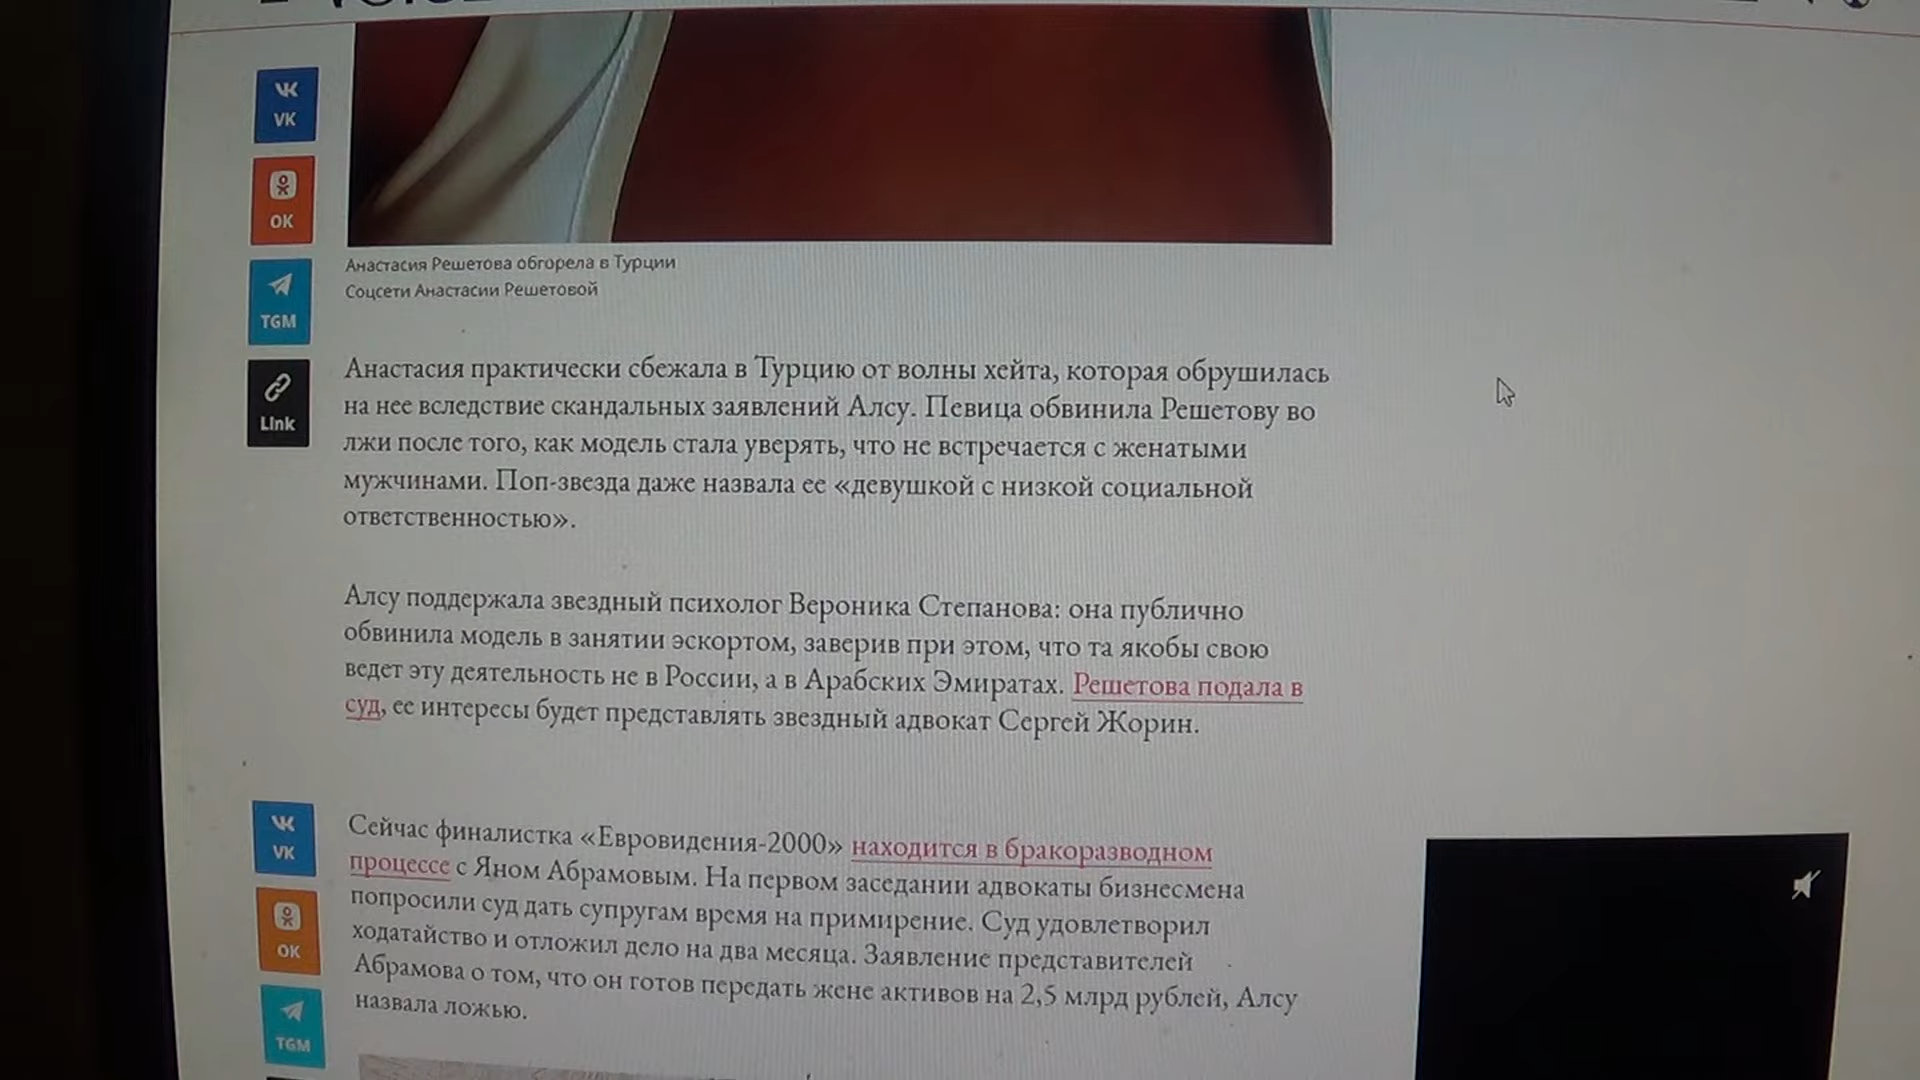 VK
OK
TGM
Link
Анастасия Решетова обгорела в Турции
Соцсети Анастасии Решетовой
Анастасия практически сбежала в Турцию от волны хейта, которая обрушилась
на нее вследствие скандальных заявлений Алсу. Певица обвинила Решетову во
лжи после того, как модель стала уверять, что не встречается с женатыми
мужчинами. Поп-звезда даже назвала ее «девушкой с низкой социальной
ответственностью».
Алсу поддержала звездный психолог Вероника Степанова: она публично
обвинила модель в занятии эскортом, заверив при этом, что та якобы свою
ведет эту деятельность не в России, а в Арабских Эмиратах. Решетова подала в
суд, ее интересы будет представлять звездный адвокат Сергей Жорин.
VK
OK
TGM
Сейчас финалистка «Евровидения-2000» находится в бракоразводном
процессе с Яном Абрамовым. На первом заседании адвокаты бизнесмена
попросили суд дать супругам время на примирение. Суд удовлетворил
ходатайство и отложил дело на два месяца. Заявление представителей
Абрамова о том, что он готов передать жене активов на 2,5 млрд рублей, Алсу
назвала ложью.